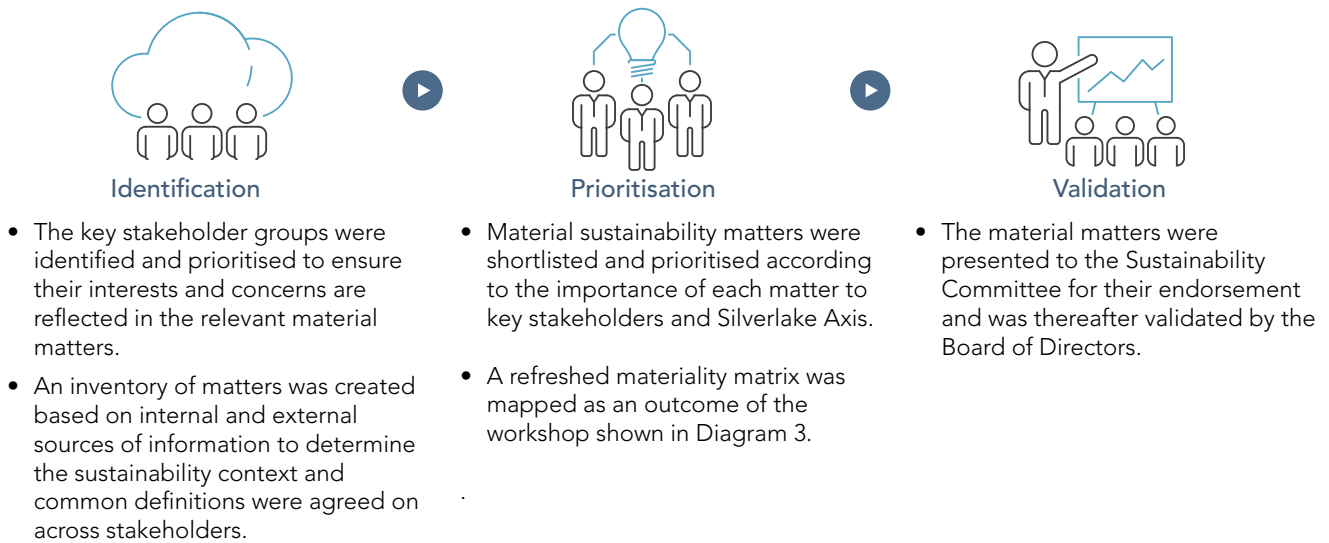 Identification
• The key stakeholder groups were
identified and prioritised to ensure
their interests and concerns are
reflected in the relevant material
matters.
• An inventory of matters was created
based on internal and external
sources of information to determine
the sustainability context and
common definitions were agreed on
across stakeholders.
Prioritisation
• Material sustainability matters were
shortlisted and prioritised according
to the importance of each matter to
key stakeholders and Silverlake Axis.
• A refreshed materiality matrix was
mapped as an outcome of the
workshop shown in Diagram 3.
.
Validation
• The material matters were
presented to the Sustainability
Committee for their endorsement
and was thereafter validated by the
Board of Directors.